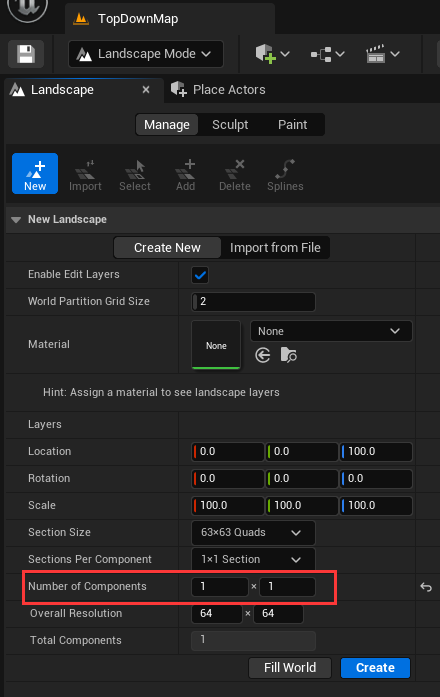 TopDownMap
Landscape Mode
Landscape × Place Actors
Manage Sculpt Paint
New Import Select Add Delete Splines
New Landscape
Create New Import from File
Enable Edit Layers
World Partition Grid Size 2
Material None None
Hint: Assign a material to see landscape layers
Layers
Location 0.0 0.0 100.0
Rotation 0.0 0.0 0.0
Scale 100.0 100.0 100.0
Section Size 63×63 Quads
Sections Per Component 1×1 Section
Number of Components 1 × 1
Overall Resolution 64 × 64
Total Components 1
Fill World Create